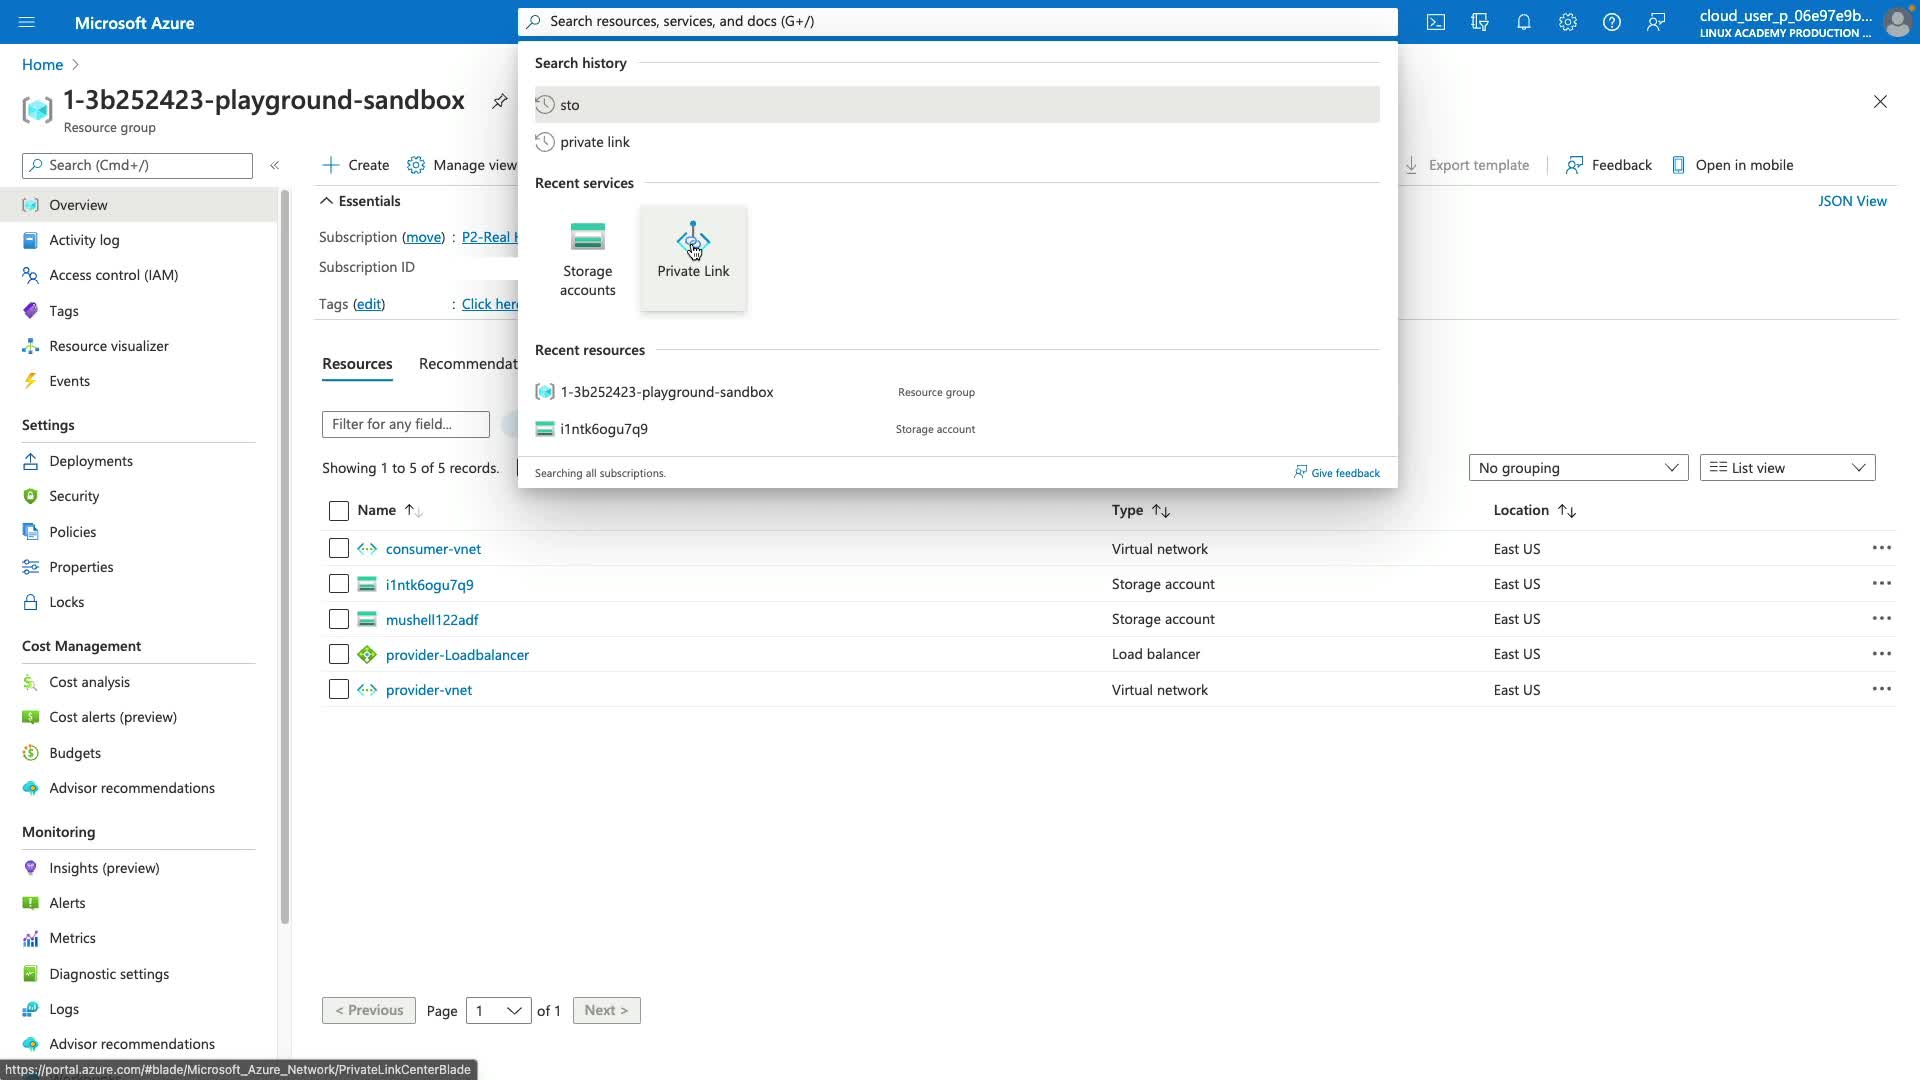 Microsoft Azure
Search resources, services, and docs (G+/)
cloud_user_p_06e97e9b...
LINUX ACADEMY PRODUCTION ...
Home
1-3b252423-playground-sandbox
Resource group
Search (Cmd+/)
Overview
Activity log
Access control (IAM)
Tags
Resource visualizer
Events
Settings
Deployments
Security
Policies
Properties
Locks
Cost Management
Cost analysis
Cost alerts (preview)
Budgets
Advisor recommendations
Monitoring
Insights (preview)
Alerts
Metrics
Diagnostic settings
Logs
Advisor recommendations
https://portal.azure.com/#blade/Microsoft_Azure_Network/PrivateLinkCenterBlade
Create
Manage view
Export template
Feedback
Open in mobile
Essentials
JSON View
Subscription (move) : P2-Real
Subscription ID
Tags (edit) : Click here
Resources
Recommendat
Filter for any field...
Showing 1 to 5 of 5 records.
No grouping
List view
Search history
sto
private link
Recent services
Storage accounts
Private Link
Recent resources
1-3b252423-playground-sandbox Resource group
i1ntk6ogu7q9 Storage account
Searching all subscriptions.
Give feedback
Name Type Location
consumer-vnet Virtual network East US
i1ntk6ogu7q9 Storage account East US
mushell122adf Storage account East US
provider-Loadbalancer Load balancer East US
provider-vnet Virtual network East US
< Previous Page 1 of 1 Next >